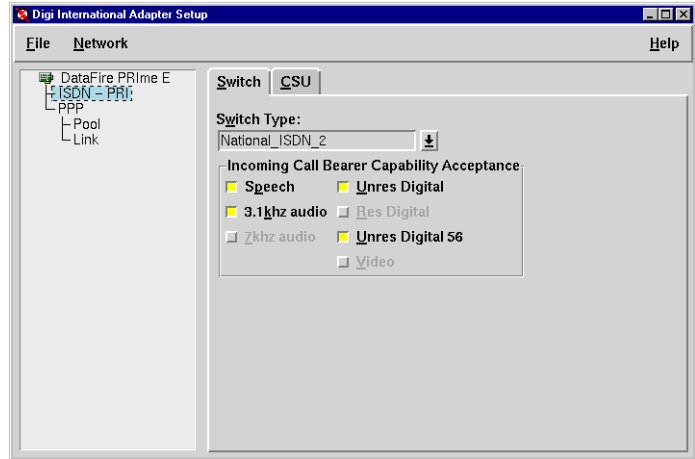 Digi International Adapter Setup
File Network Help
DataFire PRIme E
ISDN – PRI
PPP
Pool
Link
Switch CSU
Switch Type:
National_ISDN_2
Incoming Call Bearer Capability Acceptance
Speech Unres Digital
3.1khz audio Res Digital
7khz audio Unres Digital 56
Video